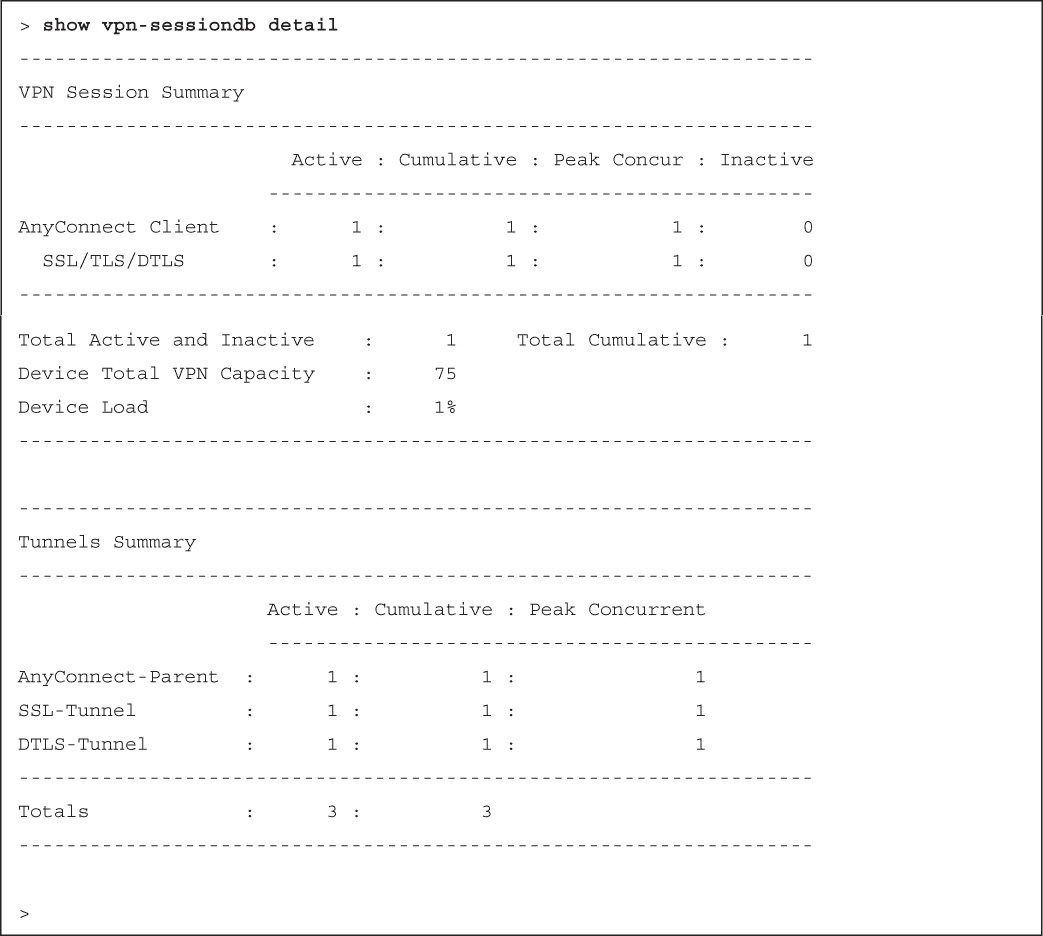 > show vpn-sessiondb detail
-------------------------------------------------------------------
VPN Session Summary
-------------------------------------------------------------------
                       Active : Cumulative : Peak Concur : Inactive
                     ----------------------------------------------
AnyConnect Client    :      1 :          1 :           1 :        0
  SSL/TLS/DTLS       :      1 :          1 :           1 :        0
-------------------------------------------------------------------
Total Active and Inactive    :      1     Total Cumulative :      1
Device Total VPN Capacity    :     75
Device Load                  :     1%
-------------------------------------------------------------------
-------------------------------------------------------------------
Tunnels Summary
-------------------------------------------------------------------
                     Active : Cumulative : Peak Concurrent
                     ----------------------------------------------
AnyConnect-Parent  :      1 :          1 :               1
SSL-Tunnel         :      1 :          1 :               1
DTLS-Tunnel        :      1 :          1 :               1
-------------------------------------------------------------------
Totals             :      3 :          3
-------------------------------------------------------------------
>